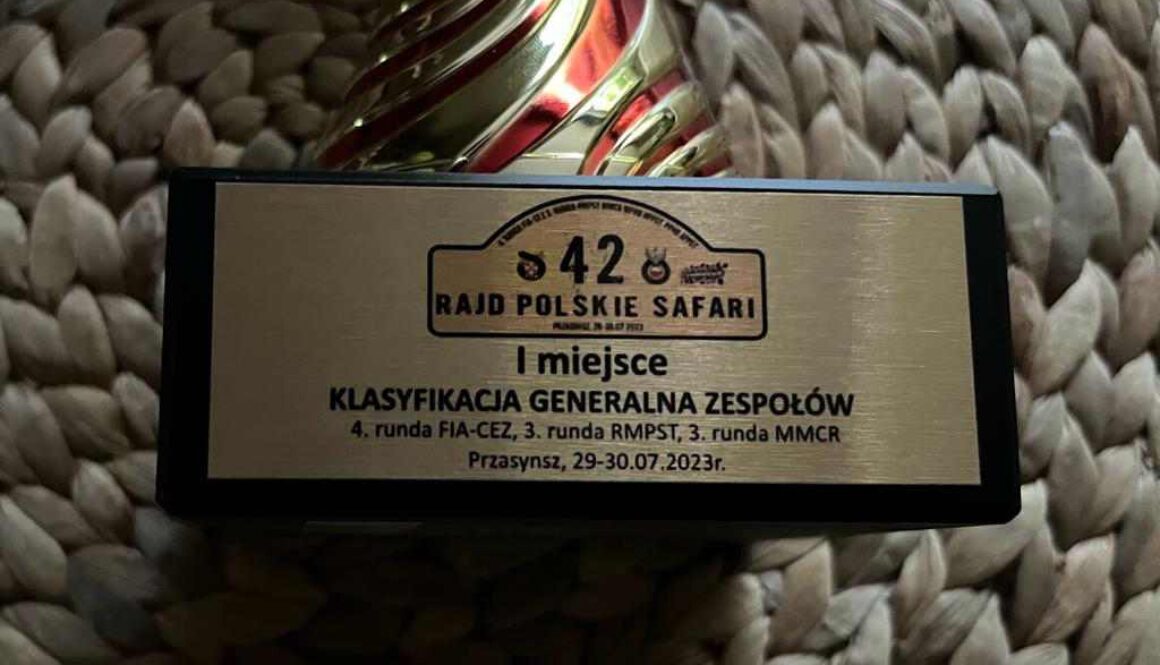 42
RAJD POLSKIE SAFARI
I miejsce
KLASYFIKACJA GENERALNA ZESPOŁÓW
4. runda FIA-CEZ, 3. runda RMPST, 3. runda MMCR
Przasynsz, 29-30.07.2023r.